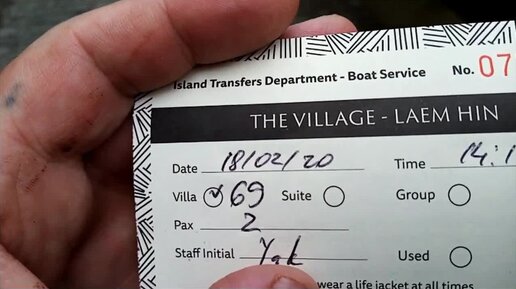 Island Transfers Department - Boat Service No. 07
THE VILLAGE - LAEM HIN
Date 18/02/20 Time 14:1
Villa 69 Suite Group
Pax 2
Staff Initial Yak Used
wear a life jacket at all times